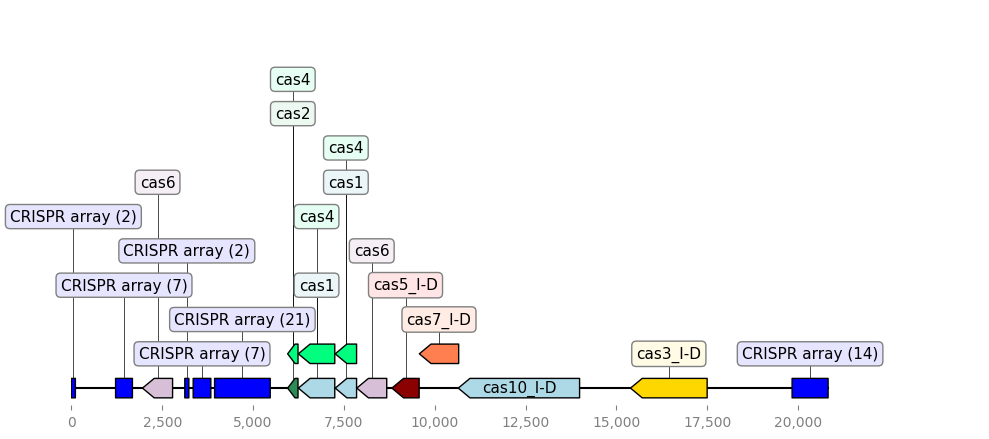 cas4
cas2
cas4
cas6
cas1
CRISPR array (2)
cas4
CRISPR array (2)
cas6
CRISPR array (7)
cas1
cas5_I-D
CRISPR array (21)
cas7_I-D
CRISPR array (7)
cas3_I-D
CRISPR array (14)
cas10_I-D
0
2,500
5,000
7,500
10,000
12,500
15,000
17,500
20,000